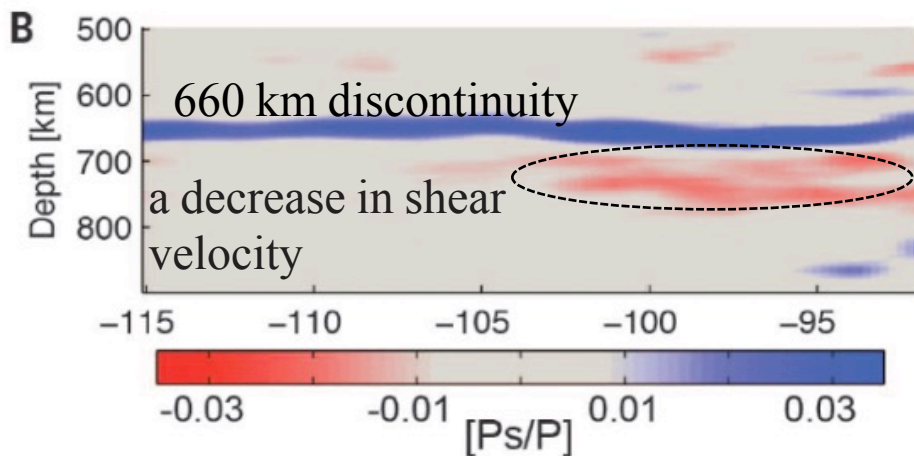 B
500
600
700
800
Depth [km]
660 km discontinuity
a decrease in shear
velocity
−115 −110 −105 −100 −95
-0.03 -0.01 0.01 0.03
[Ps/P]